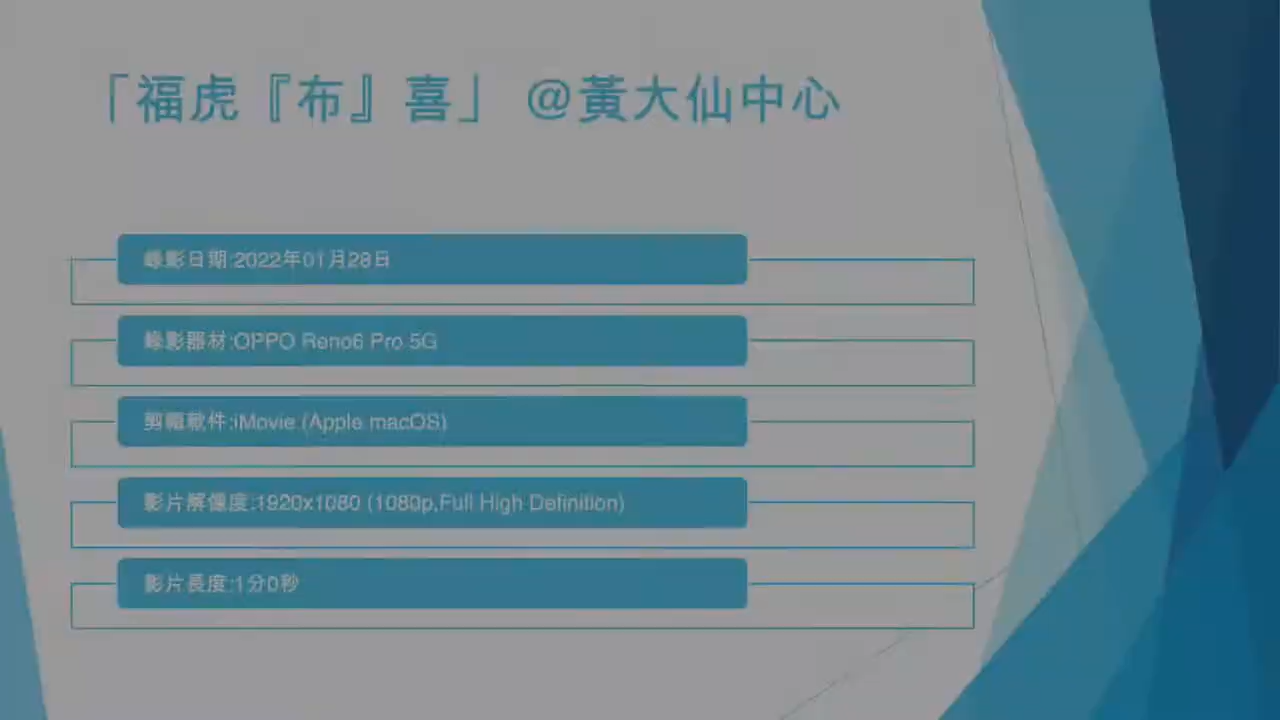 「福虎『布』喜」 @黃大仙中心
錄影日期:2022年01月28日
錄影器材:OPPO Reno6 Pro 5G
剪輯軟件:iMovie (Apple macOS)
影片解像度:1920x1080 (1080p,Full High Definition)
影片長度:1分0秒